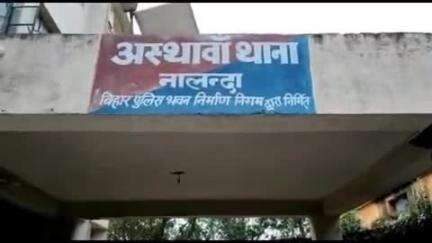 अस्थावां थाना
नालन्दा
बिहार पुलिस भवन निर्माण निगम द्वारा निर्मित